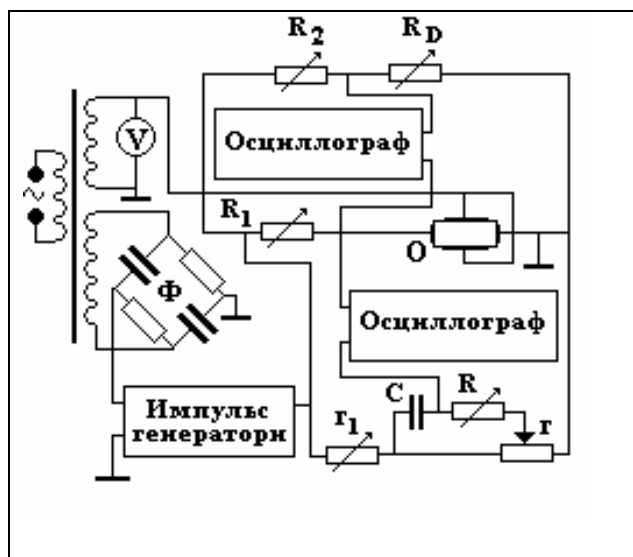 R2 RD
Осциллограф
V
~
R1
O
Ф
Осциллограф
C R
Импульс
генератори
r1
r